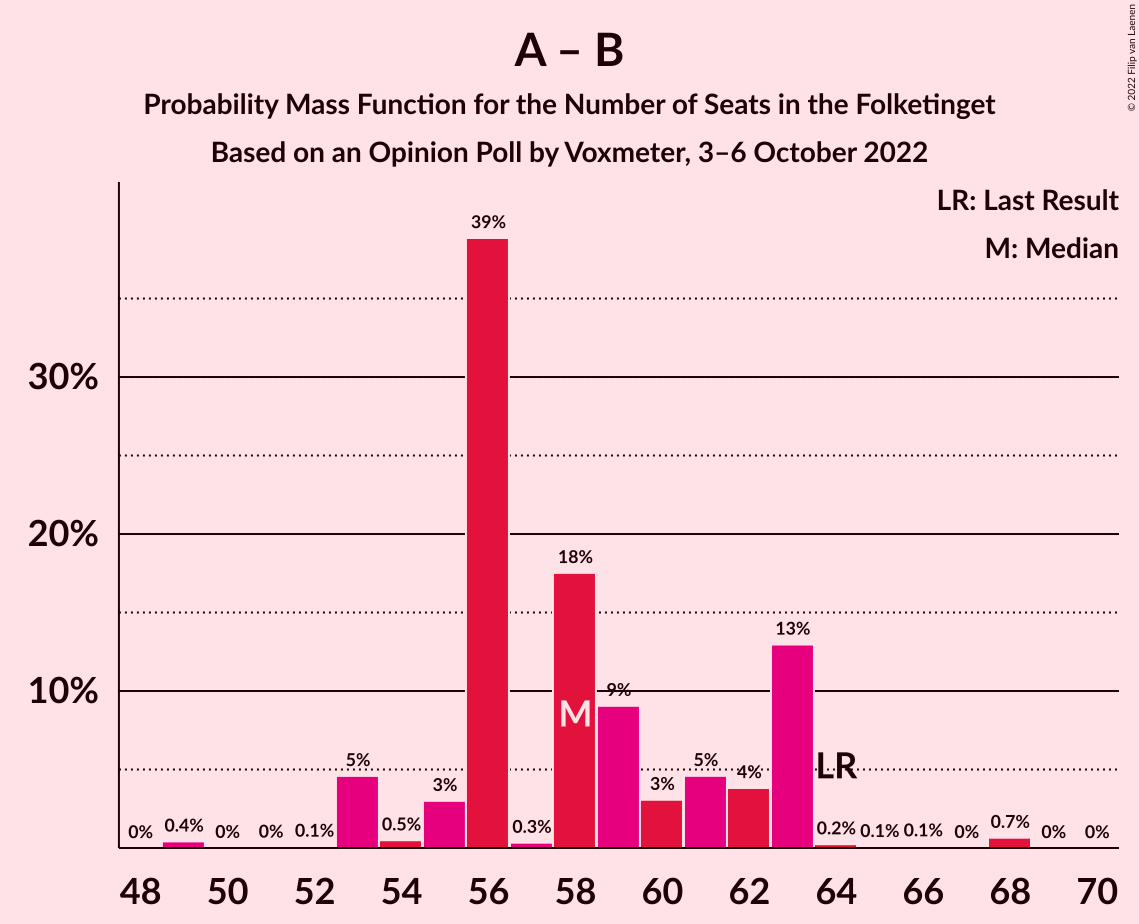 © 2022 Filip van Laenen
A – B
Probability Mass Function for the Number of Seats in the Folketinget
Based on an Opinion Poll by Voxmeter, 3–6 October 2022
LR: Last Result
M: Median
39%
30%
20%
18%
13%
10%
9%
M
5%
3%
3%
5%
4%
LR
0%
0.4%
0%
0%
0.1%
0.5%
0.3%
0.2%
0.1%
0.1%
0%
0.7%
0%
0%
48 50 52 54 56 58 60 62 64 66 68 70